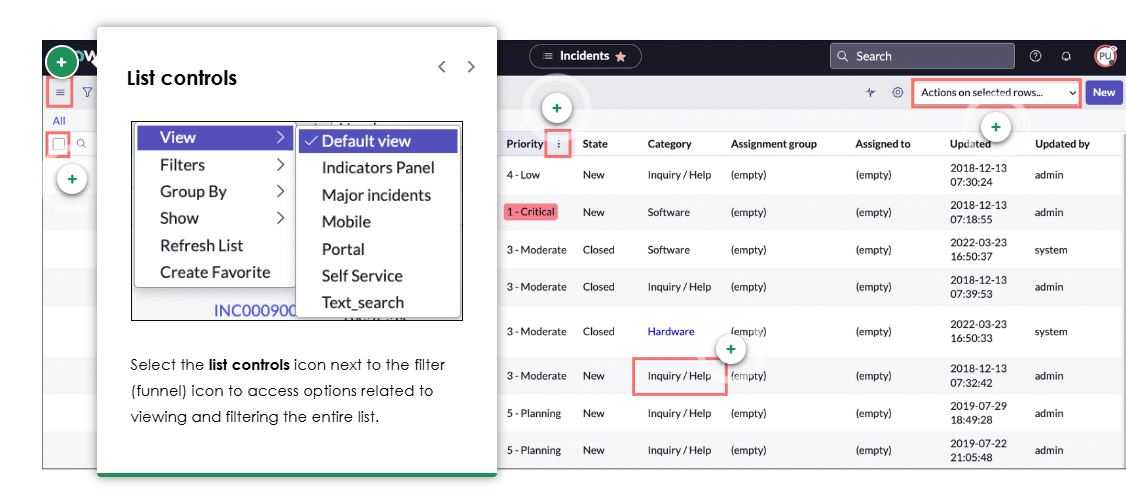 Incidents
Search
PU
Actions on selected rows...
New
All
List controls
View
Filters
Group By
Show
Refresh List
Create Favorite
Default view
Indicators Panel
Major incidents
Mobile
Portal
Self Service
Text_search
INC000900
Select the list controls icon next to the filter
(funnel) icon to access options related to
viewing and filtering the entire list.
Priority State Category Assignment group Assigned to Updated Updated by
4 - Low New Inquiry / Help (empty) (empty) 2018-12-13 07:30:24 admin
1 - Critical New Software (empty) (empty) 2018-12-13 07:18:55 admin
3 - Moderate Closed Software (empty) (empty) 2022-03-23 16:50:37 system
3 - Moderate Closed Inquiry / Help (empty) (empty) 2018-12-13 07:39:53 admin
3 - Moderate Closed Hardware (empty) (empty) 2022-03-23 16:50:33 system
3 - Moderate New Inquiry / Help (empty) (empty) 2018-12-13 07:32:42 admin
5 - Planning New Inquiry / Help (empty) (empty) 2019-07-29 18:49:28 admin
5 - Planning New Inquiry / Help (empty) (empty) 2019-07-22 21:05:48 admin